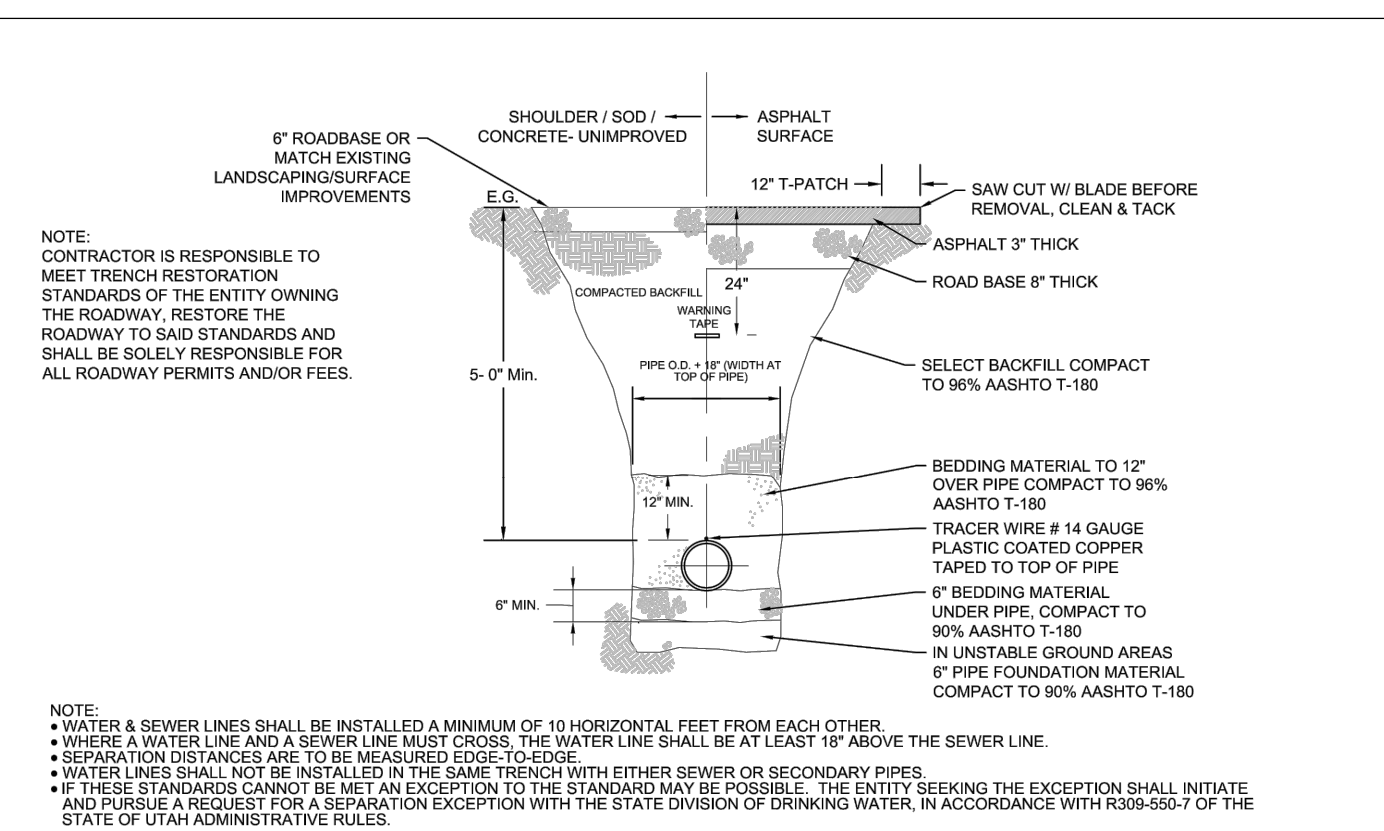 SHOULDER / SOD /
CONCRETE- UNIMPROVED
ASPHALT
SURFACE
6" ROADBASE OR
MATCH EXISTING
LANDSCAPING/SURFACE
IMPROVEMENTS
E.G.
12" T-PATCH
SAW CUT W/ BLADE BEFORE
REMOVAL, CLEAN & TACK
ASPHALT 3" THICK
ROAD BASE 8" THICK
NOTE:
CONTRACTOR IS RESPONSIBLE TO
MEET TRENCH RESTORATION
STANDARDS OF THE ENTITY OWNING
THE ROADWAY, RESTORE THE
ROADWAY TO SAID STANDARDS AND
SHALL BE SOLELY RESPONSIBLE FOR
ALL ROADWAY PERMITS AND/OR FEES.
COMPACTED BACKFILL
24"
WARNING
TAPE
5- 0" Min.
PIPE O.D. + 18" (WIDTH AT
TOP OF PIPE)
SELECT BACKFILL COMPACT
TO 96% AASHTO T-180
12" MIN.
BEDDING MATERIAL TO 12"
OVER PIPE COMPACT TO 96%
AASHTO T-180
TRACER WIRE # 14 GAUGE
PLASTIC COATED COPPER
TAPED TO TOP OF PIPE
6" MIN.
6" BEDDING MATERIAL
UNDER PIPE, COMPACT TO
90% AASHTO T-180
IN UNSTABLE GROUND AREAS
6" PIPE FOUNDATION MATERIAL
COMPACT TO 90% AASHTO T-180
NOTE:
• WATER & SEWER LINES SHALL BE INSTALLED A MINIMUM OF 10 HORIZONTAL FEET FROM EACH OTHER.
• WHERE A WATER LINE AND A SEWER LINE MUST CROSS, THE WATER LINE SHALL BE AT LEAST 18" ABOVE THE SEWER LINE.
• SEPARATION DISTANCES ARE TO BE MEASURED EDGE-TO-EDGE.
• WATER LINES SHALL NOT BE INSTALLED IN THE SAME TRENCH WITH EITHER SEWER OR SECONDARY PIPES.
• IF THESE STANDARDS CANNOT BE MET AN EXCEPTION TO THE STANDARD MAY BE POSSIBLE. THE ENTITY SEEKING THE EXCEPTION SHALL INITIATE
AND PURSUE A REQUEST FOR A SEPARATION EXCEPTION WITH THE STATE DIVISION OF DRINKING WATER, IN ACCORDANCE WITH R309-550-7 OF THE
STATE OF UTAH ADMINISTRATIVE RULES.